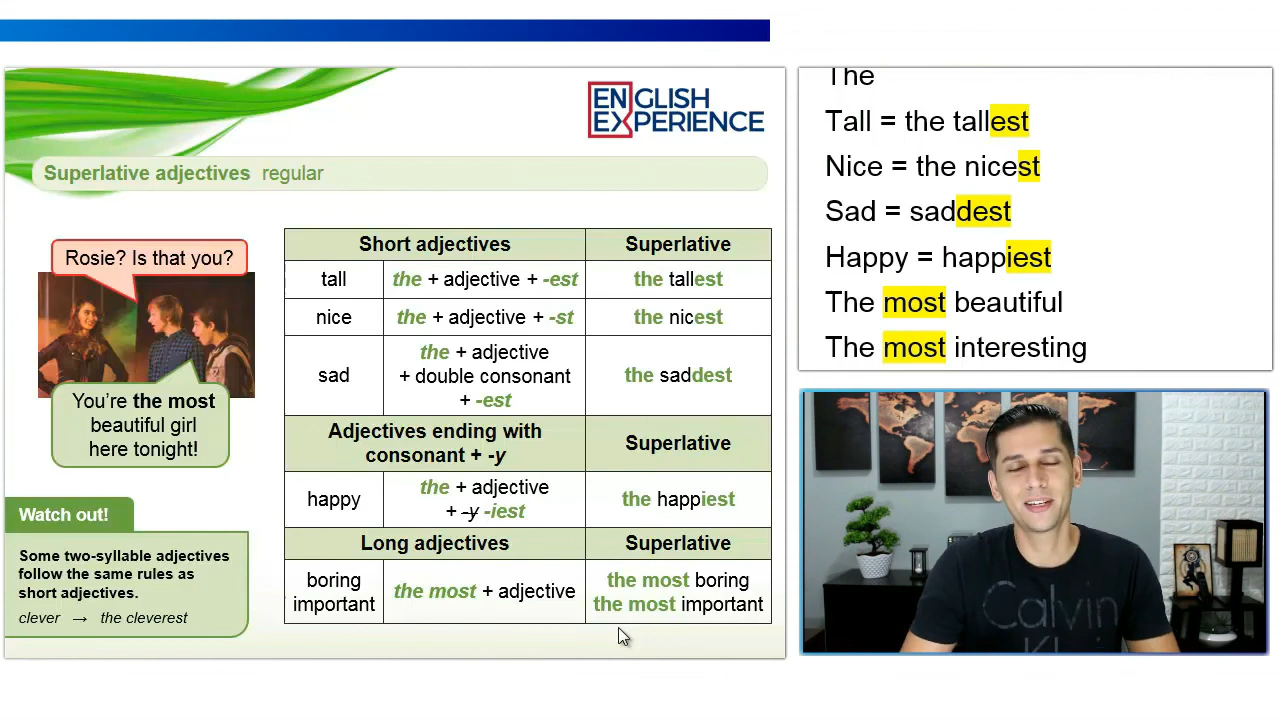 ENGLISH
EXPERIENCE
Superlative adjectives regular
Rosie? Is that you?
You're the most
beautiful girl
here tonight!
Watch out!
Some two-syllable adjectives
follow the same rules as
short adjectives.
clever → the cleverest
Short adjectives Superlative
tall the + adjective + -est the tallest
nice the + adjective + -st the nicest
sad the + adjective
+ double consonant
+ -est the saddest
Adjectives ending with
consonant + -y Superlative
happy the + adjective
+ -y -iest the happiest
Long adjectives Superlative
boring
important the most + adjective the most boring
the most important
The
Tall = the tallest
Nice = the nicest
Sad = saddest
Happy = happiest
The most beautiful
The most interesting
Calvin
Klein